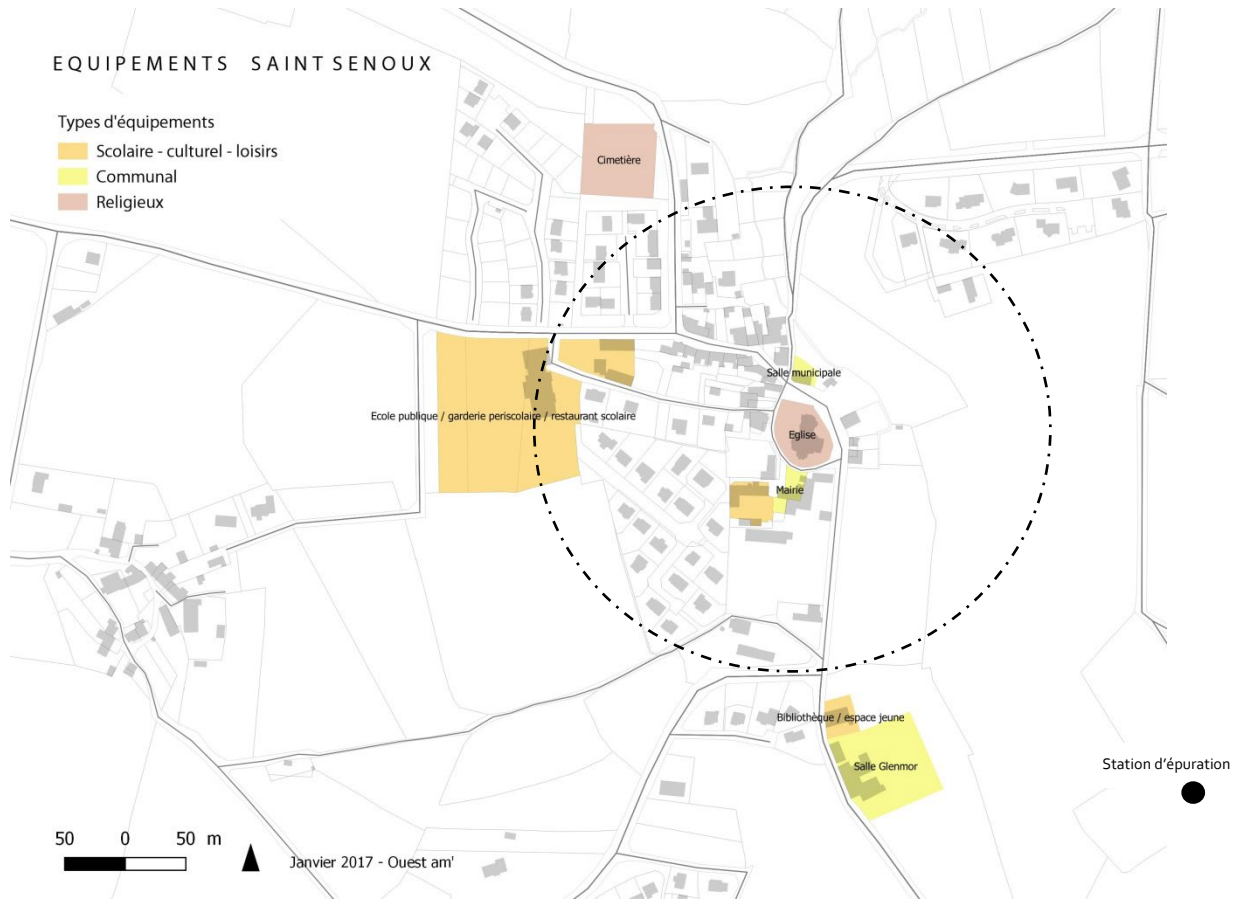 EQUIPEMENTS SAINT SENOUX
Types d'équipements
Scolaire - culturel - loisirs
Communal
Religieux
Cimetière
Salle municipale
Ecole publique / garderie periscolaire / restaurant scolaire
Eglise
Mairie
Bibliothèque / espace jeune
Salle Glenmor
Station d'épuration
50 0 50 m
Janvier 2017 - Ouest am'